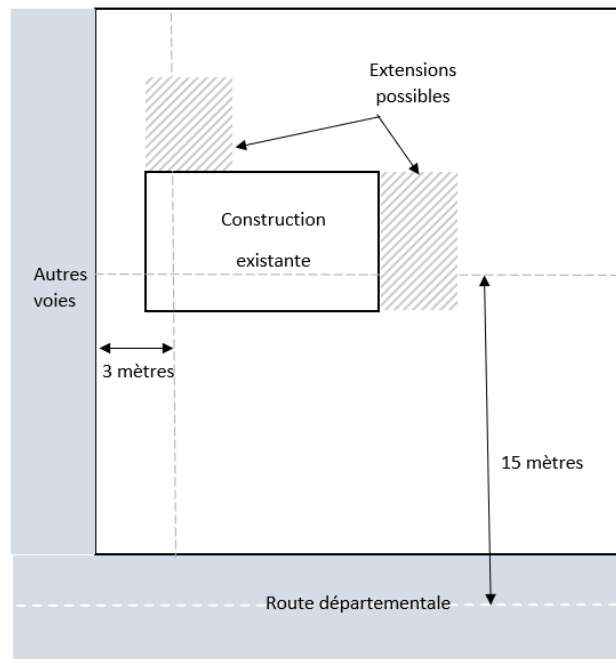 Extensions
possibles
Construction
existante
Autres
voies
3 mètres
15 mètres
Route départementale